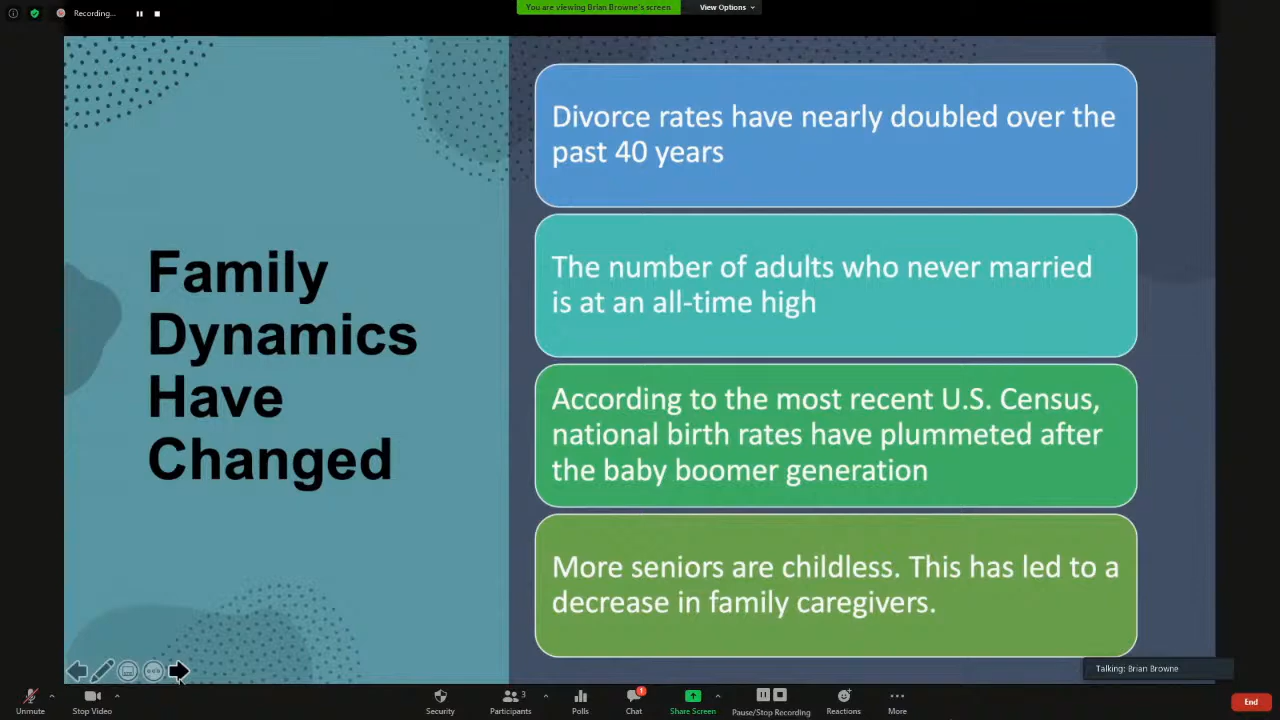 Recording...
You are viewing Brian Browne's screen
View Options
Family
Dynamics
Have
Changed
Divorce rates have nearly doubled over the
past 40 years
The number of adults who never married
is at an all-time high
According to the most recent U.S. Census,
national birth rates have plummeted after
the baby boomer generation
More seniors are childless. This has led to a
decrease in family caregivers.
Talking: Brian Browne
Unmute
Stop Video
Security
Participants
3
Polls
Chat
1
Share Screen
Pause/Stop Recording
Reactions
More
End